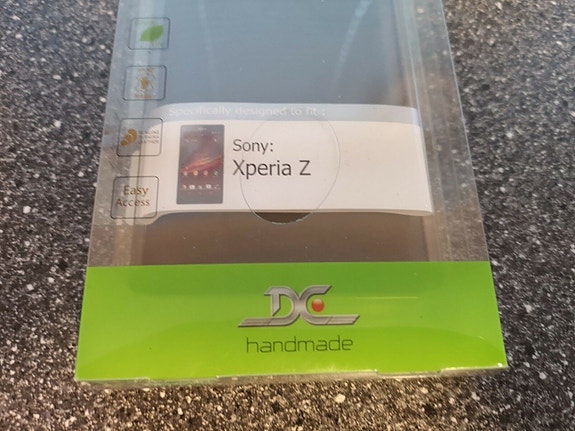 Specifically designed to fit :
Sony:
Xperia Z
Easy
Access
DC
handmade